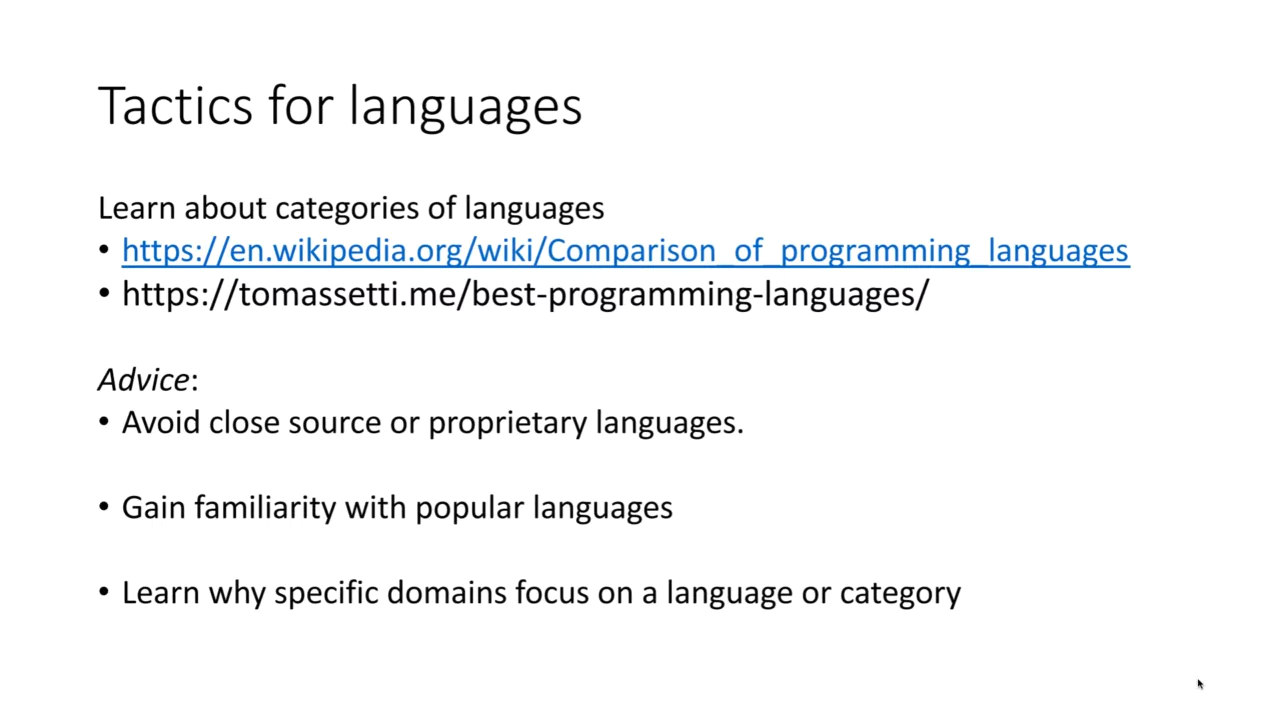 Tactics for languages
Learn about categories of languages
• https://en.wikipedia.org/wiki/Comparison_of_programming_languages
• https://tomassetti.me/best-programming-languages/
Advice:
• Avoid close source or proprietary languages.
• Gain familiarity with popular languages
• Learn why specific domains focus on a language or category